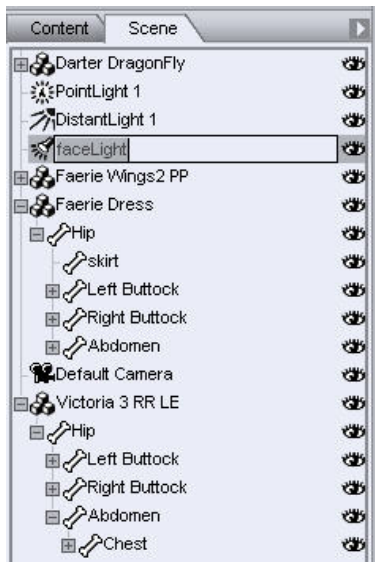 Content
Scene
Darter DragonFly
PointLight 1
DistantLight 1
faceLight
Faerie Wings2 PP
Faerie Dress
Hip
skirt
Left Buttock
Right Buttock
Abdomen
Default Camera
Victoria 3 RR LE
Hip
Left Buttock
Right Buttock
Abdomen
Chest